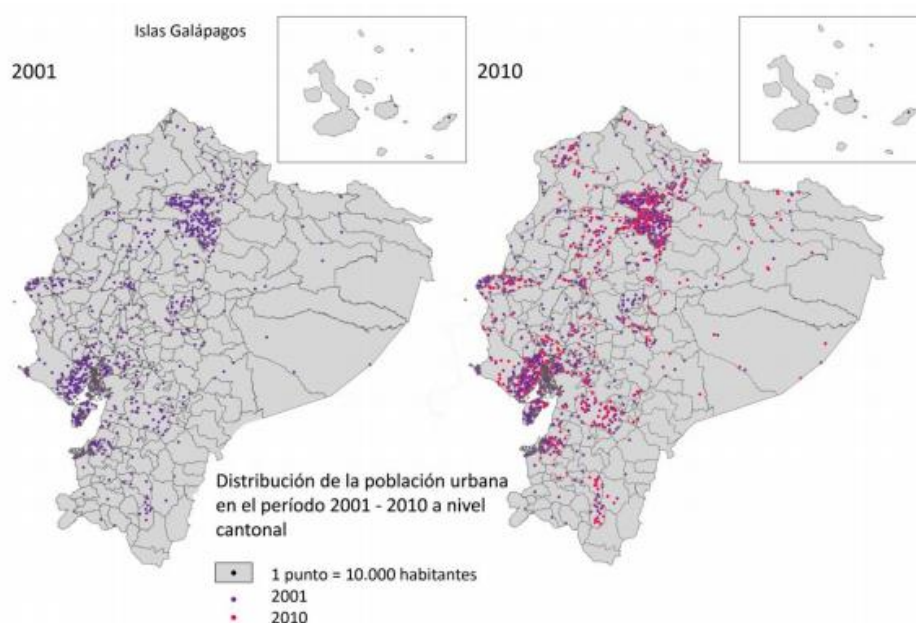 Islas Galápagos
2001
2010
Distribución de la población urbana
en el período 2001 - 2010 a nivel
cantonal
1 punto = 10.000 habitantes
2001
2010